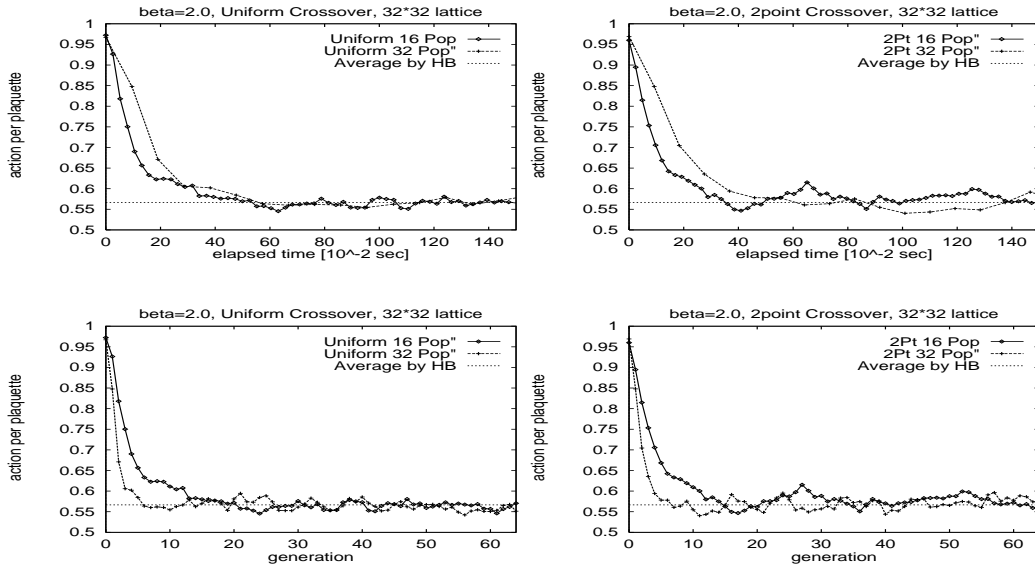 beta=2.0, Uniform Crossover, 32*32 lattice
action per plaquette
1
0.95
0.9
0.85
0.8
0.75
0.7
0.65
0.6
0.55
0.5
Uniform 16 Pop
Uniform 32 Pop"
Average by HB
0 20 40 60 80 100 120 140
elapsed time [10^-2 sec]
beta=2.0, 2point Crossover, 32*32 lattice
action per plaquette
1
0.95
0.9
0.85
0.8
0.75
0.7
0.65
0.6
0.55
0.5
2Pt 16 Pop"
2Pt 32 Pop"
Average by HB
0 20 40 60 80 100 120 140
elapsed time [10^-2 sec]
beta=2.0, Uniform Crossover, 32*32 lattice
action per plaquette
1
0.95
0.9
0.85
0.8
0.75
0.7
0.65
0.6
0.55
0.5
Uniform 16 Pop"
Uniform 32 Pop"
Average by HB
0 10 20 30 40 50 60
generation
beta=2.0, 2point Crossover, 32*32 lattice
action per plaquette
1
0.95
0.9
0.85
0.8
0.75
0.7
0.65
0.6
0.55
0.5
2Pt 16 Pop
2Pt 32 Pop"
Average by HB
0 10 20 30 40 50 60
generation